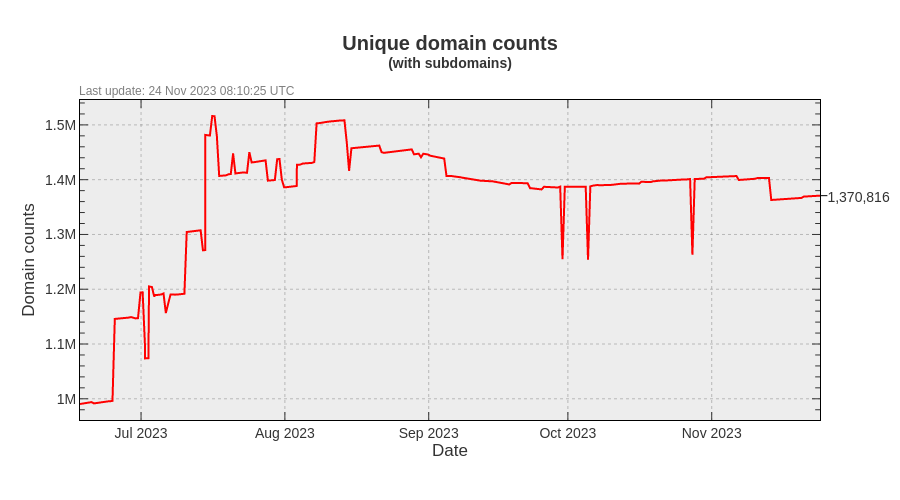 Unique domain counts
(with subdomains)
Last update: 24 Nov 2023 08:10:25 UTC
1.5M
1.4M
1.3M
1.2M
1.1M
1M
Domain counts
1,370,816
Jul 2023
Aug 2023
Sep 2023
Oct 2023
Nov 2023
Date